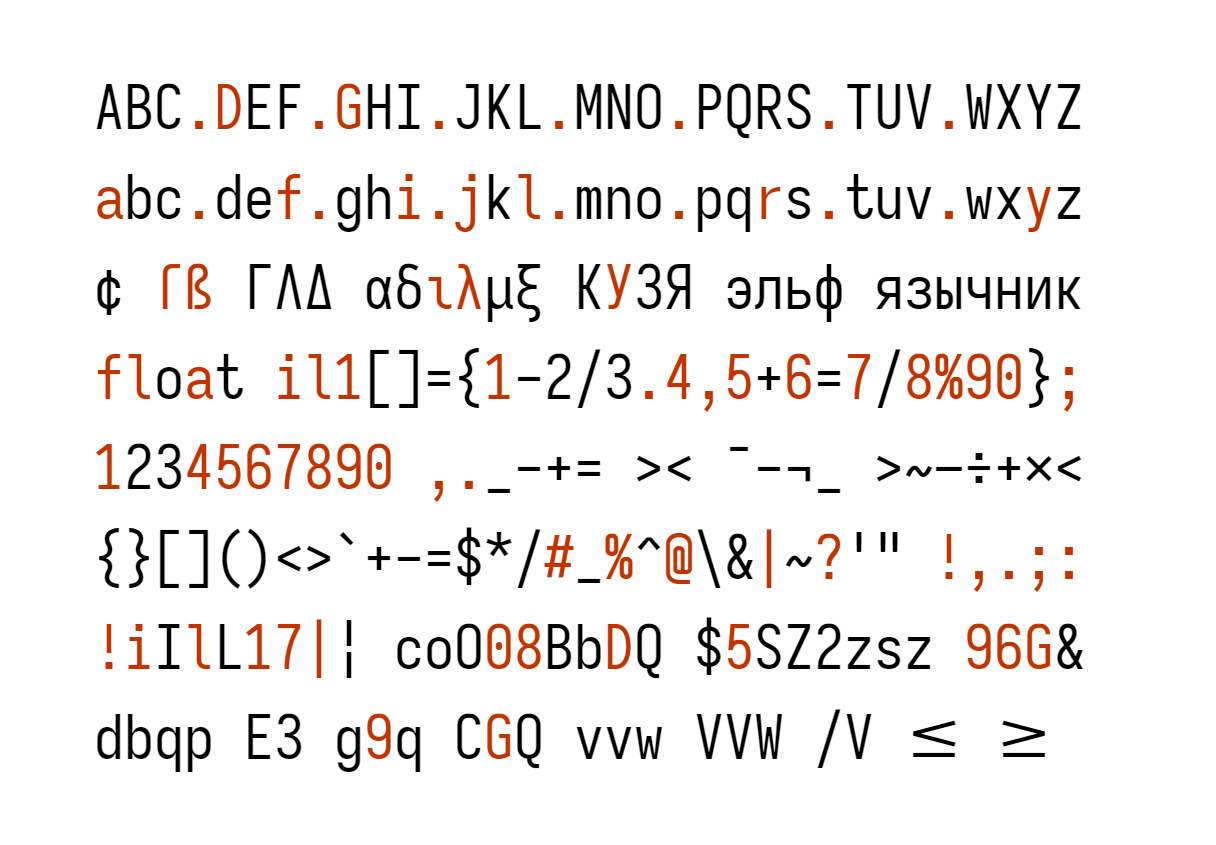 ABC.DEF.GHI.JKL.MNO.PQRS.TUV.WXYZ
abc.def.ghi.jkl.mno.pqrs.tuv.wxyz
¢ ſß ΓΛΔ αδιλμξ КУЗЯ эльф язычник
float il1[]={1-2/3.4,5+6=7/8%90};
1234567890 ,._-+= >< ¯-¬_ >~–÷+×<
{}[]()<>`+-=$*/#_%^@\&|~?'" !,.;:
!iIlL17|¦ coO08BbDQ $5SZ2zsz 96G&
dbqp E3 g9q CGQ vvw VVW /V ≤ ≥